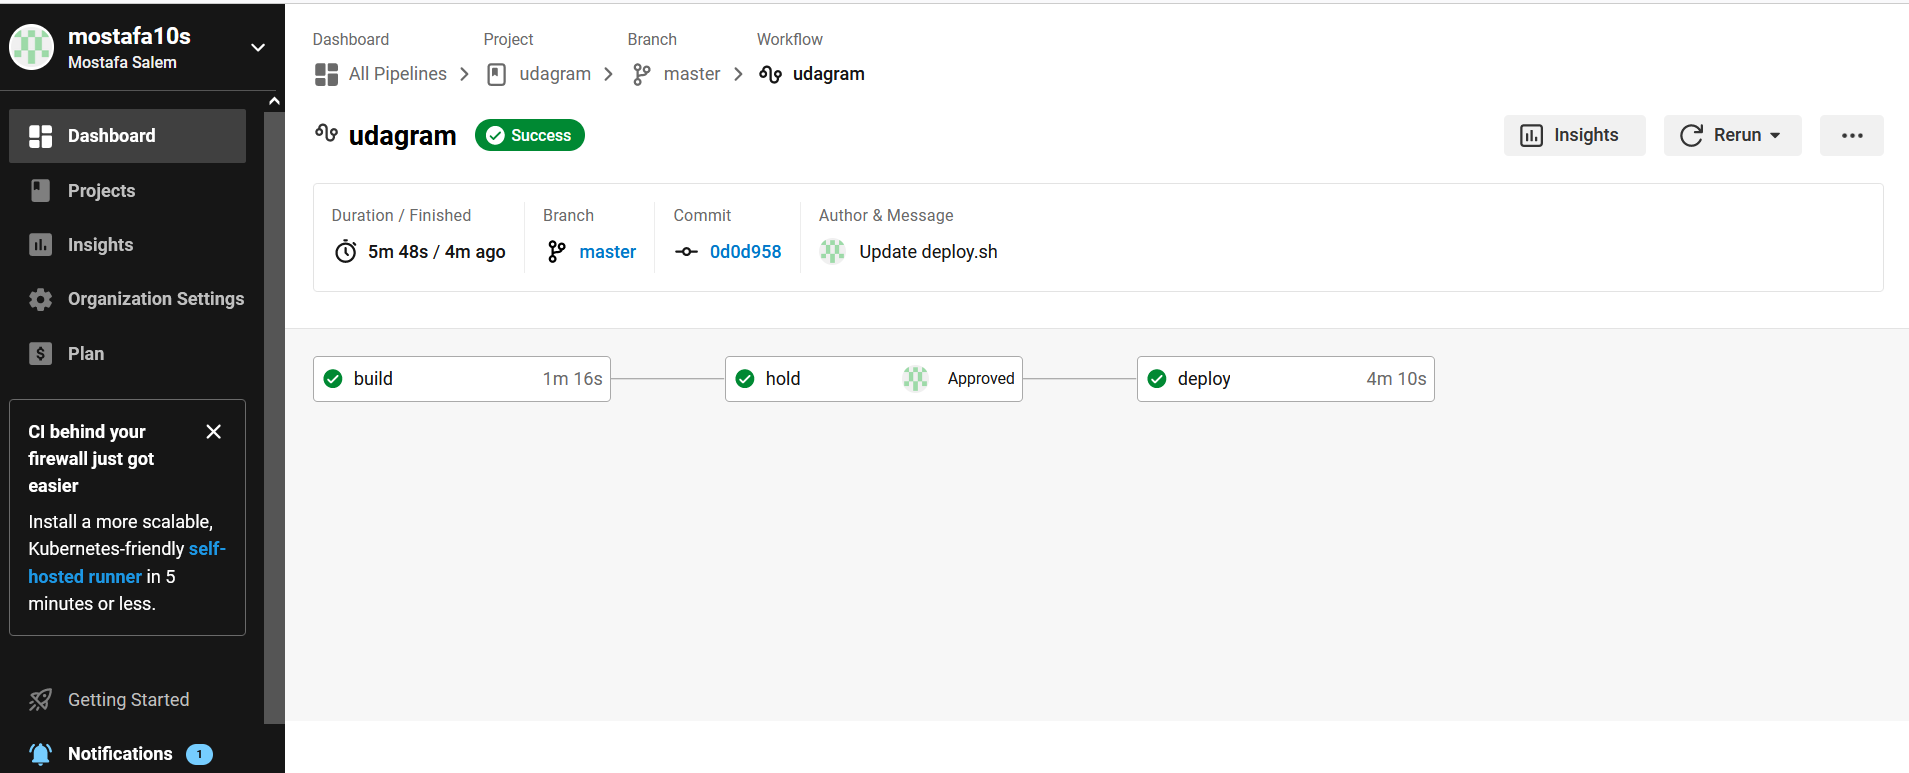 mostafa10s
Mostafa Salem
Dashboard
Projects
Insights
Organization Settings
Plan
CI behind your
firewall just got
easier
Install a more scalable,
Kubernetes-friendly self-
hosted runner in 5
minutes or less.
Getting Started
Notifications 1
Dashboard Project Branch Workflow
All Pipelines udagram master udagram
udagram Success
Insights Rerun
Duration / Finished Branch Commit Author & Message
5m 48s / 4m ago master 0d0d958 Update deploy.sh
build 1m 16s hold Approved deploy 4m 10s